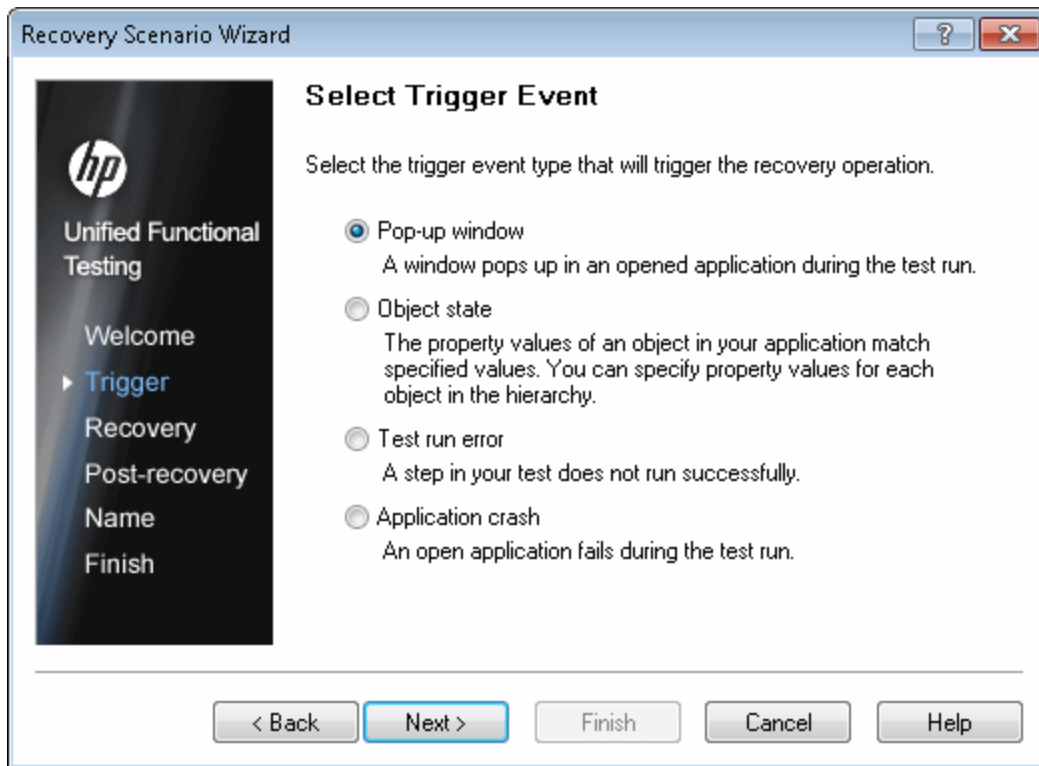 Recovery Scenario Wizard
?
hp
Unified Functional
Testing
Welcome
Trigger
Recovery
Post-recovery
Name
Finish
Select Trigger Event
Select the trigger event type that will trigger the recovery operation.
Pop-up window
A window pops up in an opened application during the test run.
Object state
The property values of an object in your application match
specified values. You can specify property values for each
object in the hierarchy.
Test run error
A step in your test does not run successfully.
Application crash
An open application fails during the test run.
< Back
Next >
Finish
Cancel
Help